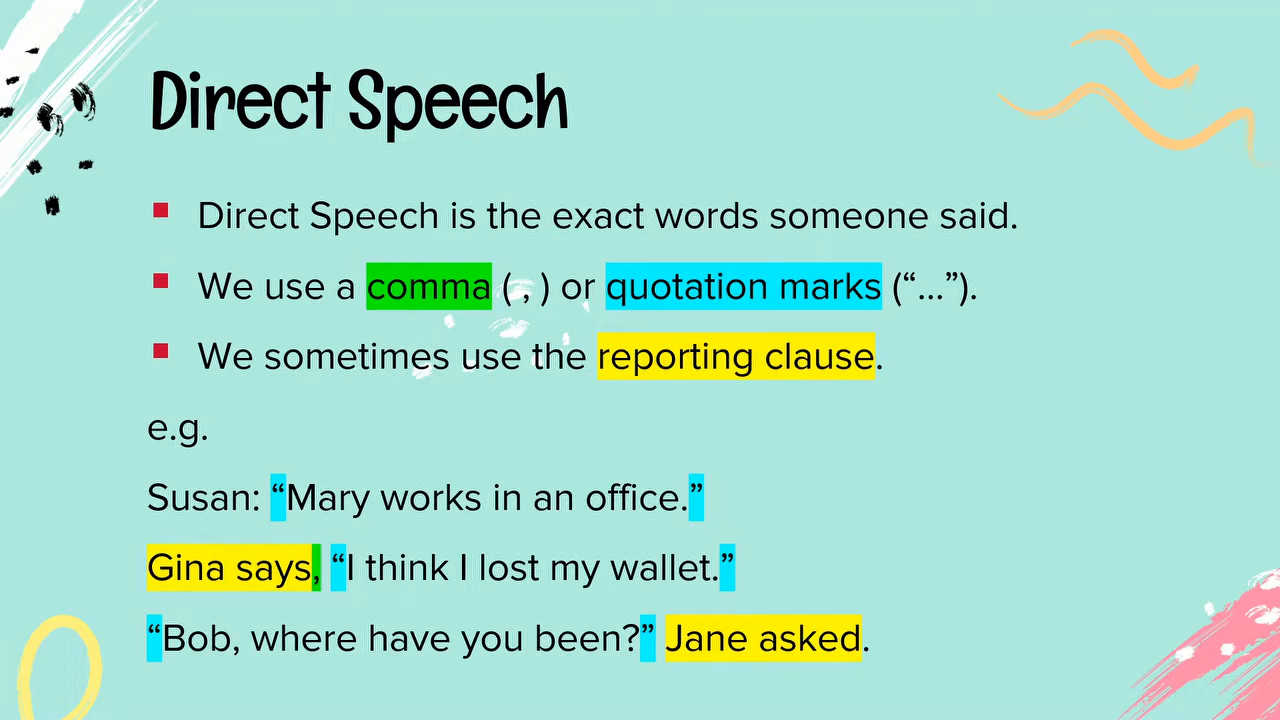 Direct Speech
▪ Direct Speech is the exact words someone said.
▪ We use a comma ( , ) or quotation marks (“…”).
▪ We sometimes use the reporting clause.
e.g.
Susan: “Mary works in an office.”
Gina says, “I think I lost my wallet.”
“Bob, where have you been?” Jane asked.